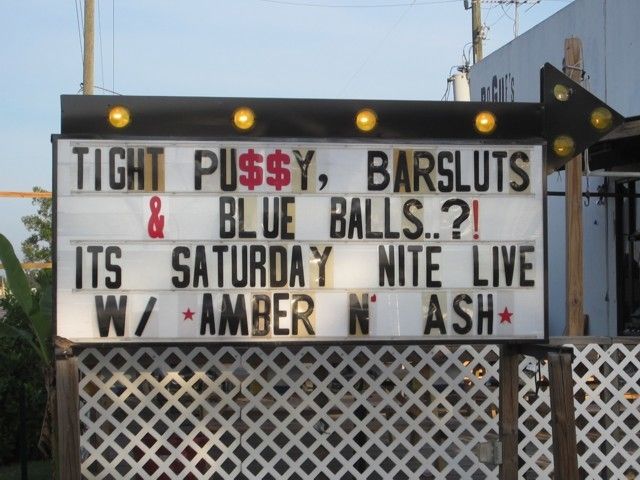 TIGHT PU$$Y, BARSLUTS
& BLUE BALLS..?!
ITS SATURDAY NITE LIVE
W/ ★AMBER N' ASH★